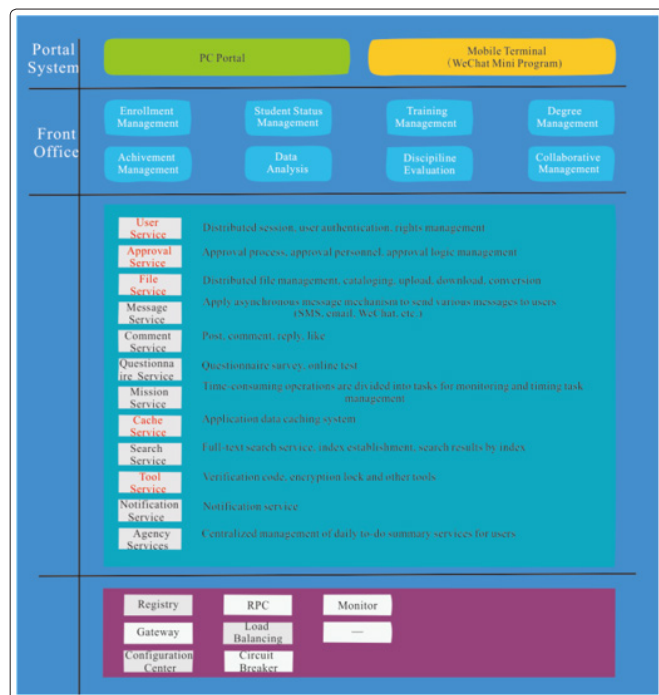 Portal
System
PC Portal
Mobile Terminal
(WeChat Mini Program)
Front
Office
Enrollment
Management
Student Status
Management
Training
Management
Degree
Management
Achivement
Management
Data
Analysis
Discipiline
Evaluation
Collaborative
Management
User
Service
Distributed session, user authentication, rights management
Approval
Service
Approval process, approval personnel, approval logic management
File
Service
Distributed file management, cataloging, upload, download, conversion
Message
Service
Apply asynchronous message mechanism to send various messages to users
(SMS, email, WeChat, etc.)
Comment
Service
Post, comment, reply, like
Questionna
ire Service
Questionnaire survey, online test
Mission
Service
Time-consuming operations are divided into tasks for monitoring and timing task
management
Cache
Service
Application data caching system
Search
Service
Full-text search service, index establishment, search results by index
Tool
Service
Verification code, encryption lock and other tools
Notification
Service
Notification service
Agency
Services
Centralized management of daily to-do summary services for users
Registry
RPC
Monitor
Gateway
Load
Balancing
—
Configuration
Center
Circuit
Breaker